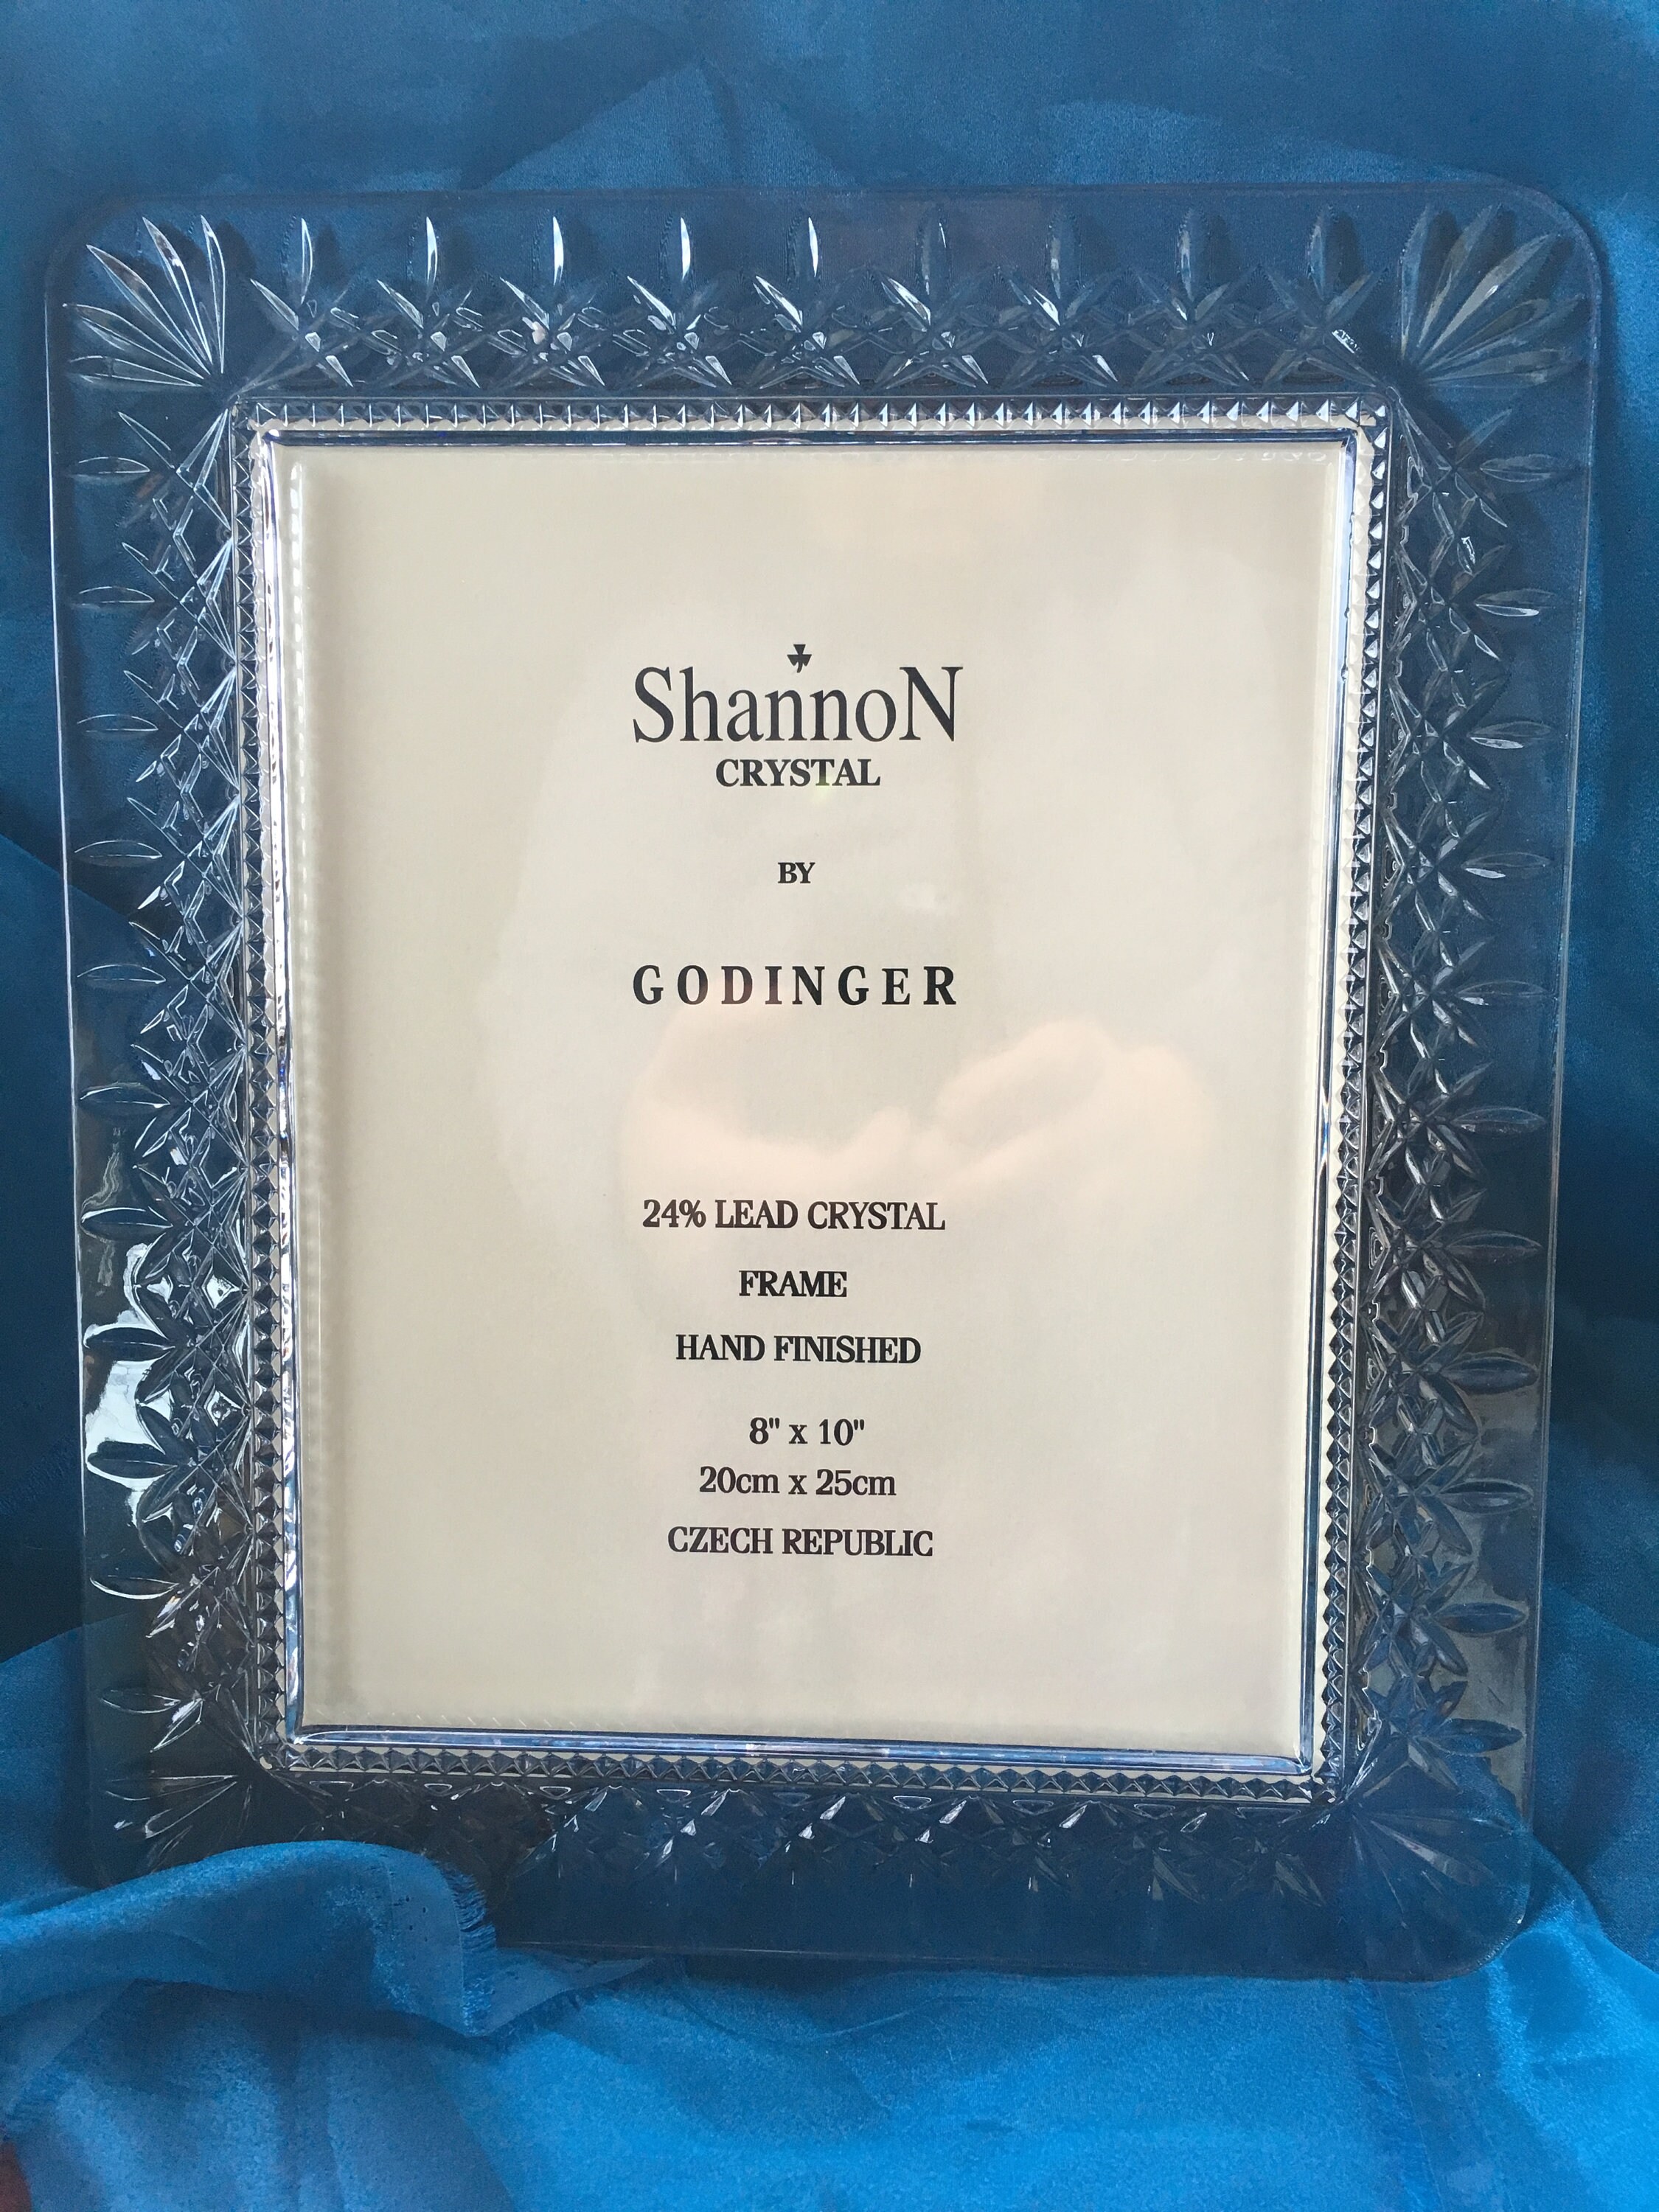 ShannoN
CRYSTAL
BY
GODINGER
24% LEAD CRYSTAL
FRAME
HAND FINISHED
8" x 10"
20cm x 25cm
CZECH REPUBLIC